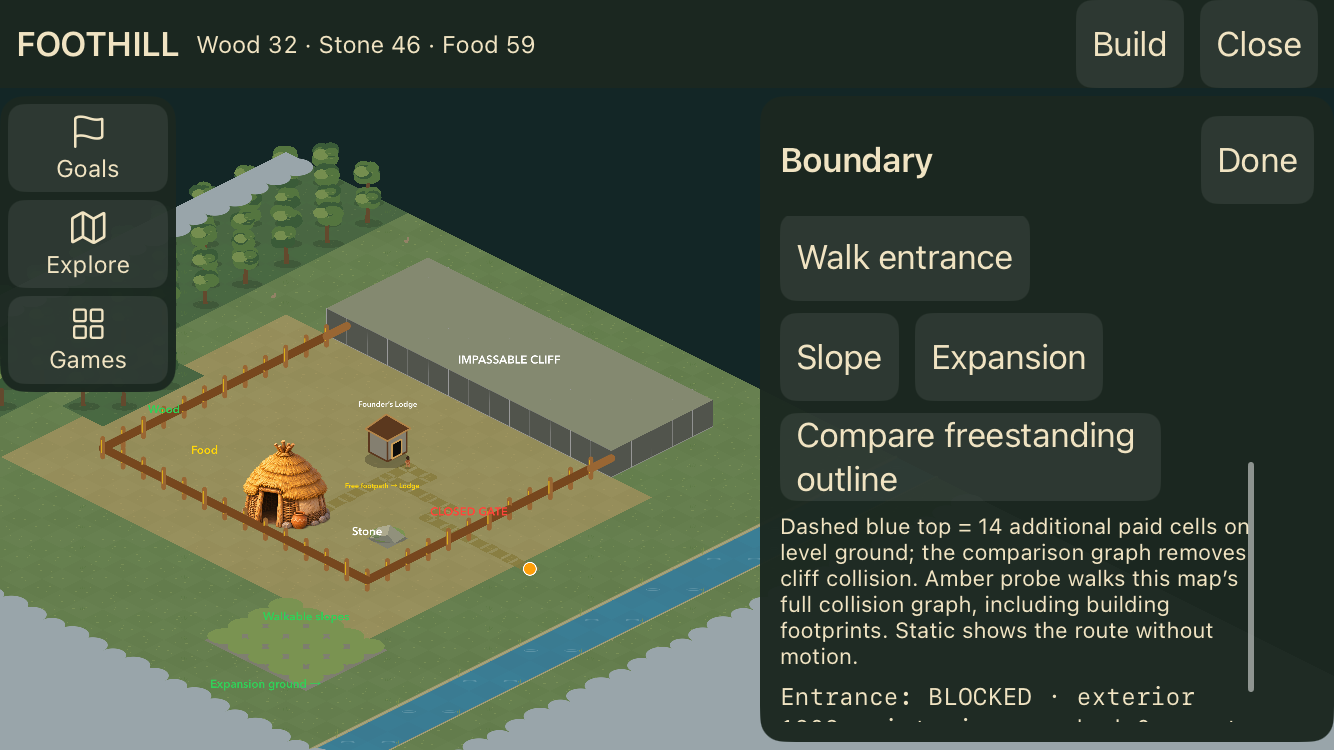 FOOTHILL Wood 32 · Stone 46 · Food 59
Build
Close
Goals
Explore
Games
IMPASSABLE CLIFF
Founder's Lodge
Wood
Food
Free footpath → Lodge
CLOSED GATE
Stone
Walkable slopes
Expansion ground
Boundary
Done
Walk entrance
Slope
Expansion
Compare freestanding
outline
Dashed blue top = 14 additional paid cells on
level ground; the comparison graph removes
cliff collision. Amber probe walks this map’s
full collision graph, including building
footprints. Static shows the route without
motion.
Entrance: BLOCKED · exterior